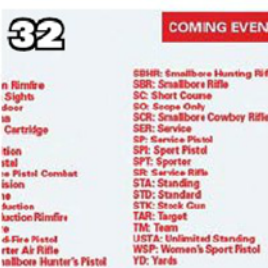 32
COMING EVEN
n Rimfire
Sights
door
Cartridge
tion
stal
e Pistol Combat
ision
ne
duction
duction Rimfire
d-Fire Pistol
rter Air Rifle
allbore Hunter's Pistol
SBHR: Smallbore Hunting Rif
SBR: Smallbore Rifle
SC: Short Course
SO: Scope Only
SCR: Smallbore Cowboy Rifle
SER: Service
SP: Service Pistol
SPI: Sport Pistol
SPT: Sporter
SR: Service Rifle
STA: Standing
STD: Standard
STK: Stock Gun
TAR: Target
TM: Team
USTA: Unlimited Standing
WSP: Women's Sport Pistol
YD: Yards